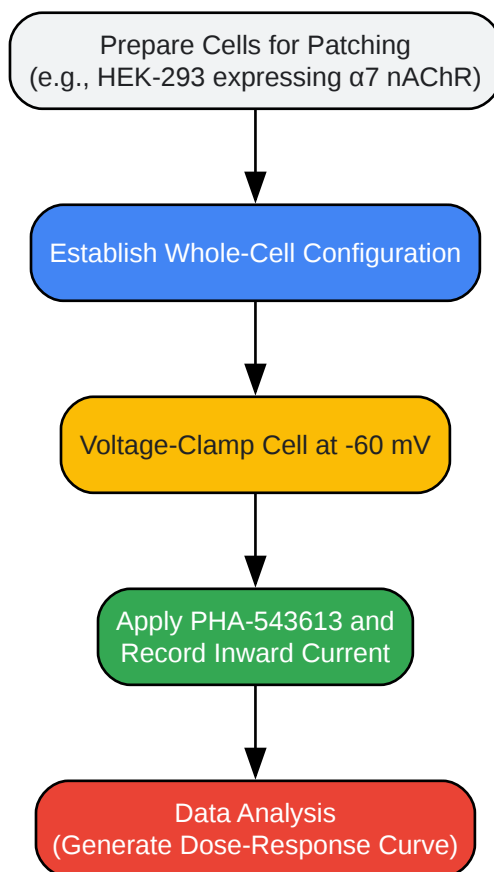 Prepare Cells for Patching
(e.g., HEK-293 expressing α7 nAChR)
Establish Whole-Cell Configuration
Voltage-Clamp Cell at -60 mV
Apply PHA-543613 and
Record Inward Current
Data Analysis
(Generate Dose-Response Curve)